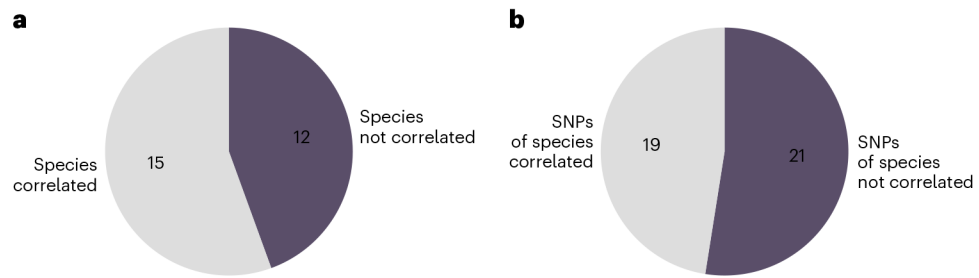 a
Species
correlated
15
12
Species
not correlated
b
SNPs
of species
correlated
19
21
SNPs
of species
not correlated